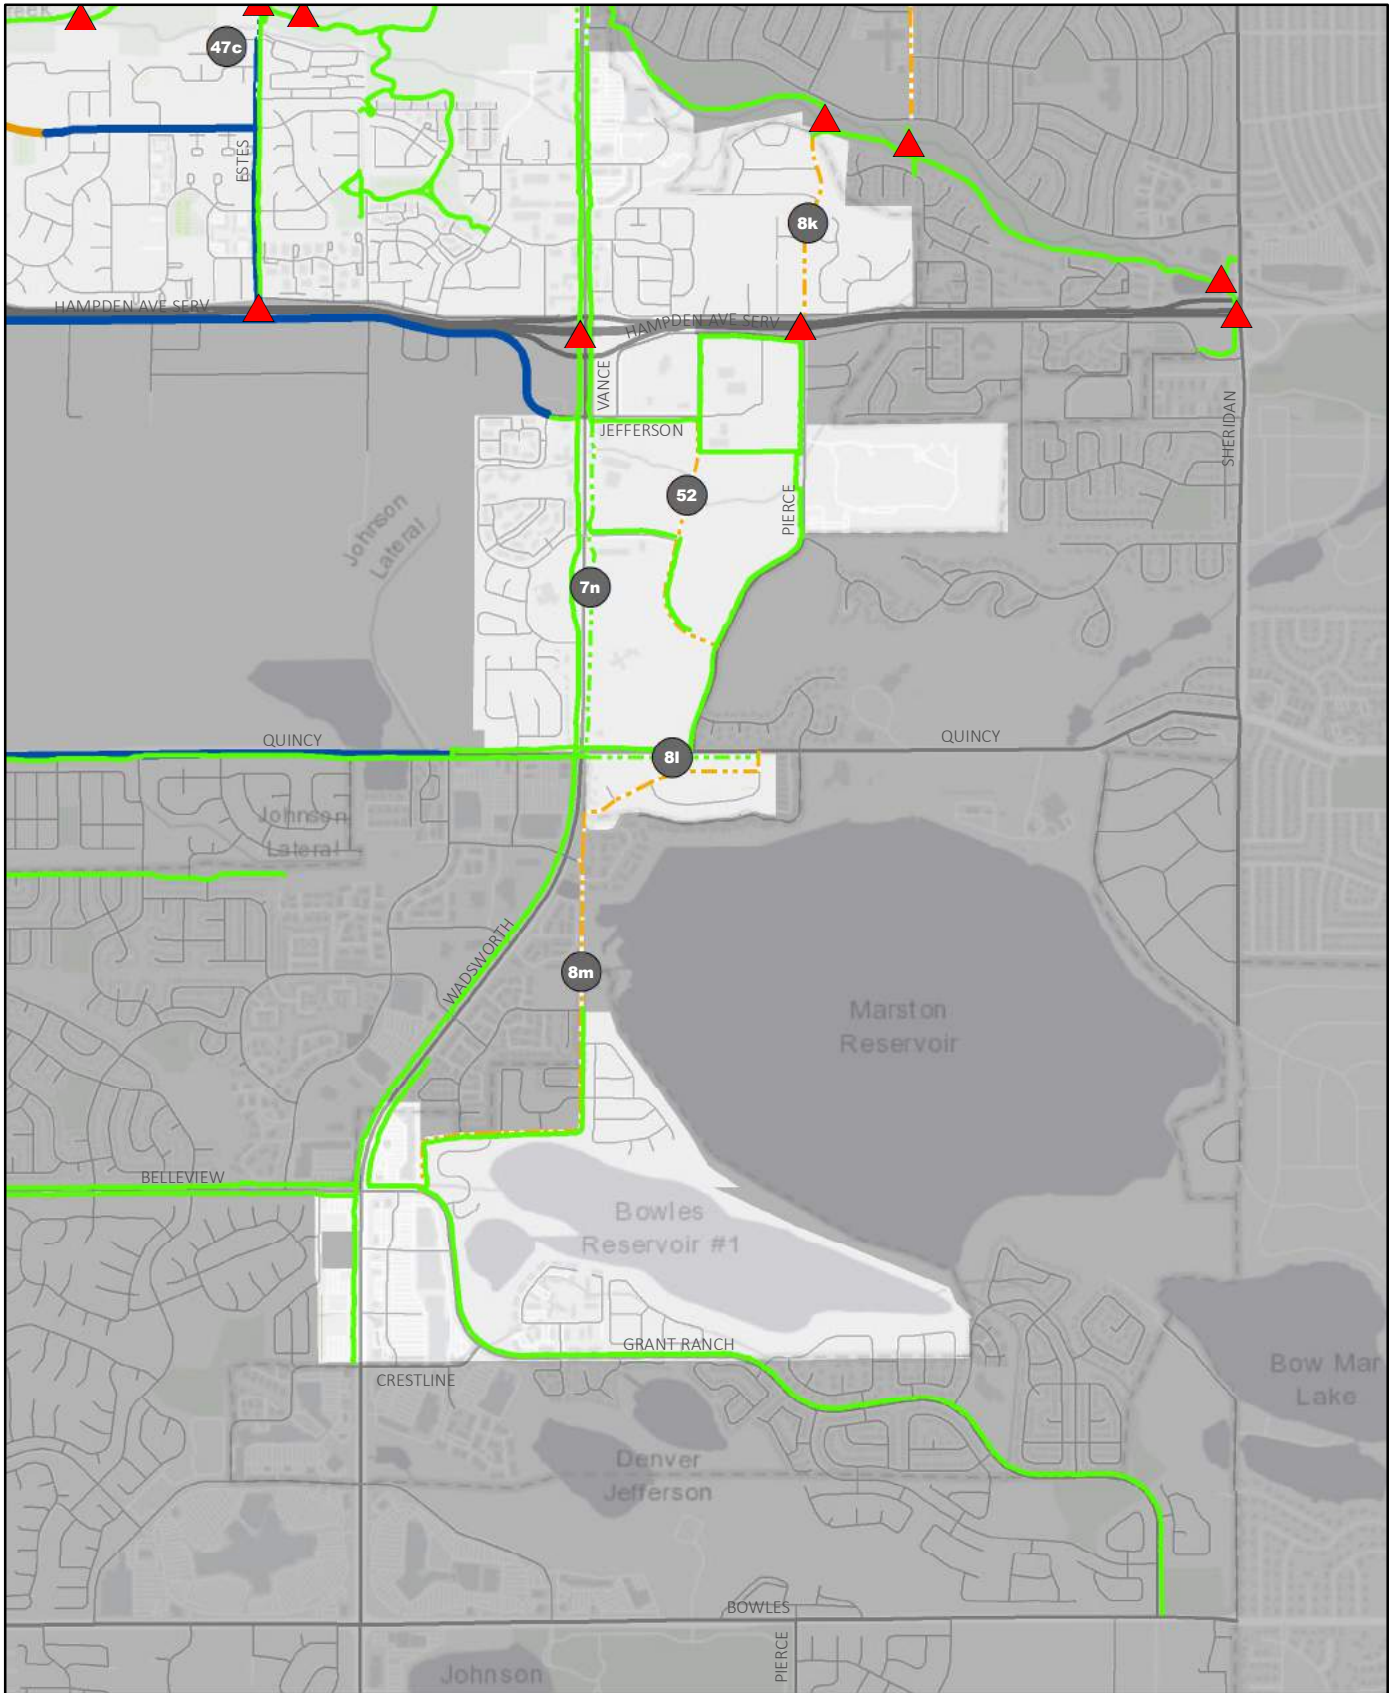 47c
ESTES
8k
HAMPDEN AVE SERV
HAMPDEN AVE SERV
VANCE
JEFFERSON
SHERIDAN
52
PIERCE
Johnson
Lateral
7n
QUINCY
QUINCY
8l
Johnson
Lateral
WADSWORTH
8m
Marston
Reservoir
BELLEVIEW
Bowles
Reservoir #1
GRANT RANCH
CRESTLINE
Bow Mar
Lake
Denver
Jefferson
BOWLES
PIERCE
Johnson